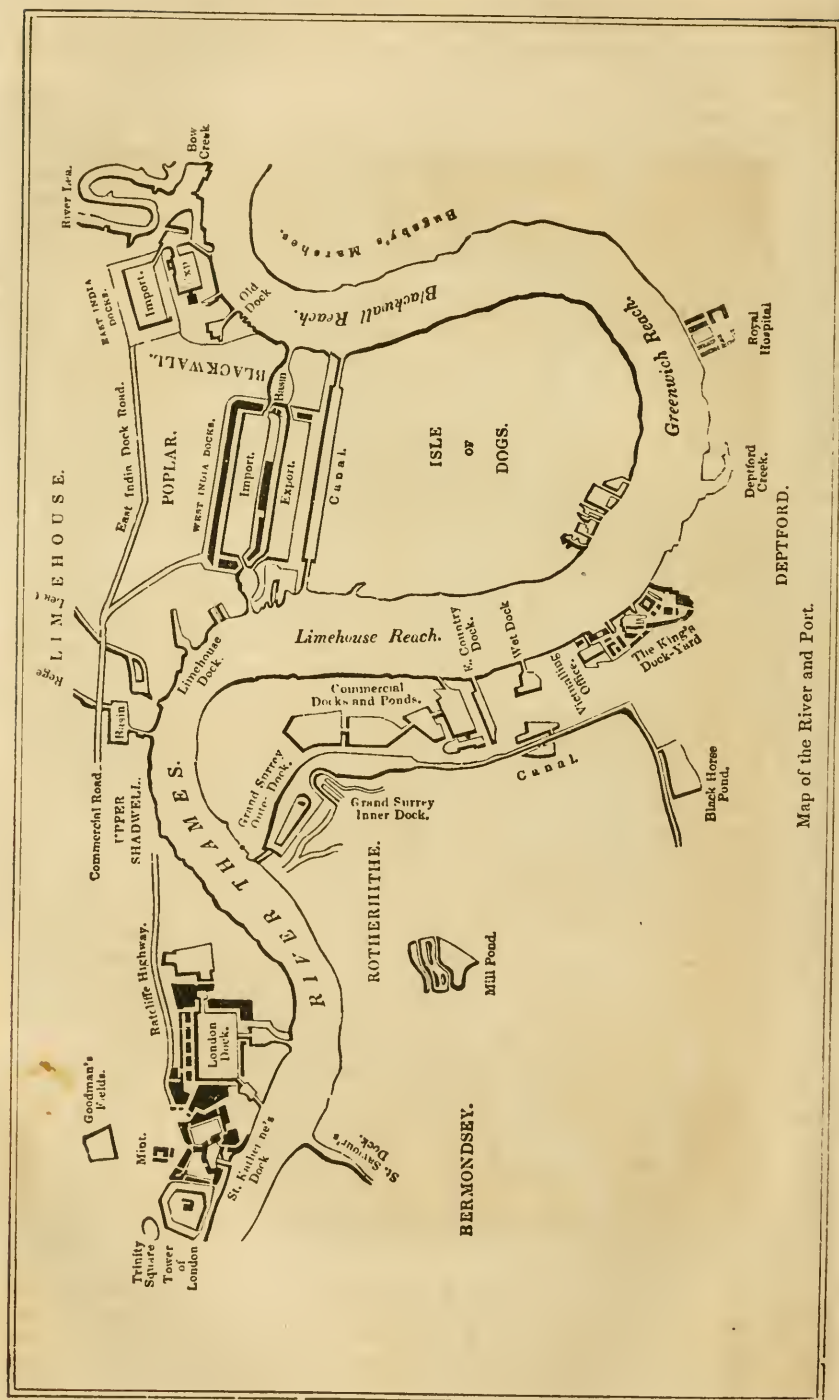 LIMEHOUSE.
Trinity
Square
Tower
of
London
Mint.
Goodman's
Fields.
St. Katherine's
Dock
London
Dock.
Ratcliffe Highway.
Commercial Road
UPPER
SHADWELL.
Basin
Rege
Limehouse
Dock.
East India Dock Road.
POPLAR.
WEST INDIA DOCKS.
Import.
Export.
Canal.
Basin
BLACKWALL.
EAST INDIA
DOCKS.
Import.
Old
Dock
River Lea.
Bow
Creek
RIVER THAMES.
Limehouse Reach.
ISLE
OF
DOGS.
Blackwall Reach.
Bugsby's Marshes.
Greenwich Reach.
St. Saviour's
Dock.
BERMONDSEY.
Mill Pond.
ROTHERHITHE.
Grand Surrey
Outer Dock.
Grand Surrey
Inner Dock.
Commercial
Docks and Ponds.
E. Country
Dock.
Wet Dock
Canal.
Black Horse
Pond.
Victualling
Office.
The King's
Dock-Yard
DEPTFORD.
Deptford
Creek.
Royal
Hospital
Map of the River and Port.